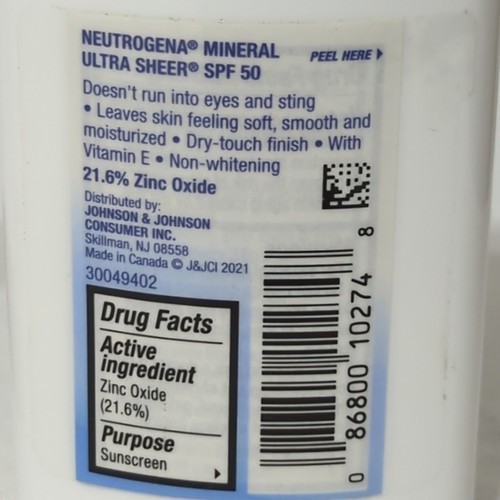 NEUTROGENA® MINERAL
ULTRA SHEER® SPF 50
PEEL HERE
Doesn't run into eyes and sting
• Leaves skin feeling soft, smooth and
moisturized • Dry-touch finish • With
Vitamin E • Non-whitening
21.6% Zinc Oxide
Distributed by:
JOHNSON & JOHNSON
CONSUMER INC.
Skillman, NJ 08558
Made in Canada © J&JCI 2021
30049402
Drug Facts
Active
ingredient
Zinc Oxide
(21.6%)
Purpose
Sunscreen
0 86800 10274 8